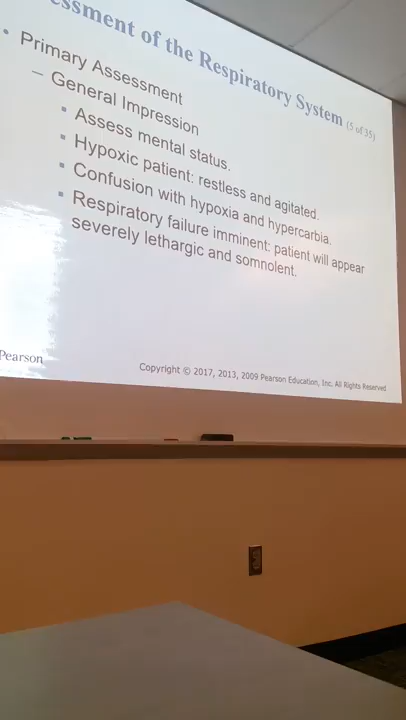 essment of the Respiratory System (5 of 35)
• Primary Assessment
– General Impression
▪ Assess mental status.
▪ Hypoxic patient: restless and agitated.
▪ Confusion with hypoxia and hypercarbia.
▪ Respiratory failure imminent: patient will appear
severely lethargic and somnolent.
Pearson
Copyright © 2017, 2013, 2009 Pearson Education, Inc. All Rights Reserved